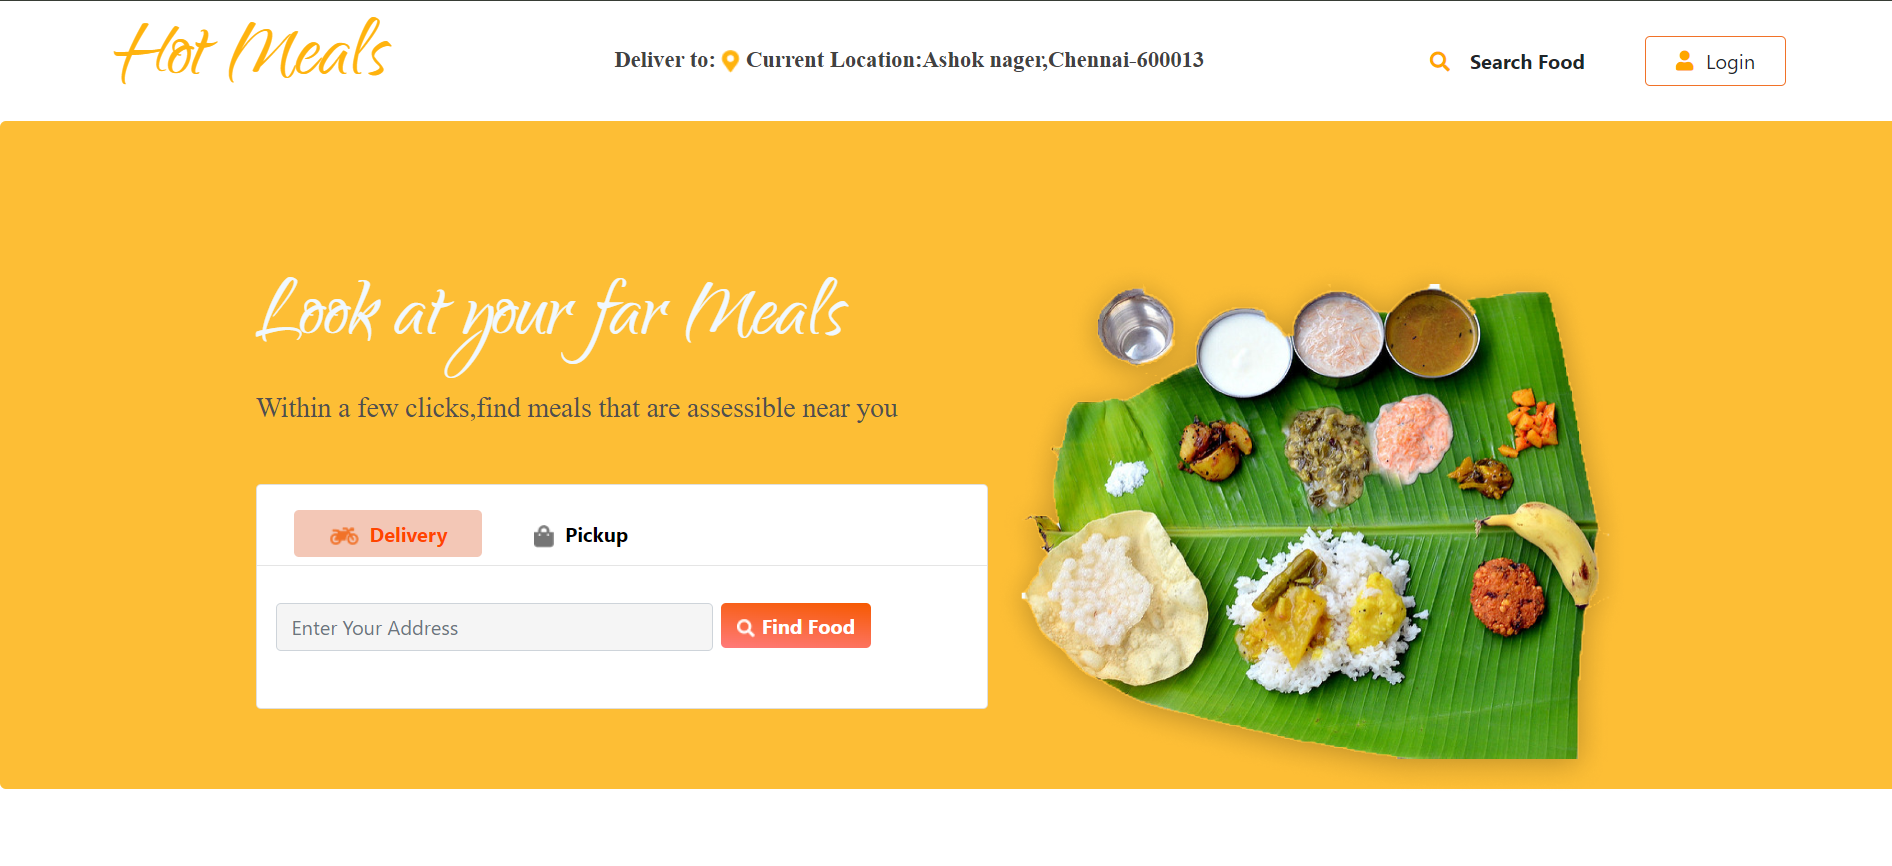 Hot Meals
Deliver to: Current Location:Ashok nager,Chennai-600013
Search Food
Login
Look at your far Meals
Within a few clicks,find meals that are assessible near you
Delivery
Pickup
Enter Your Address
Find Food